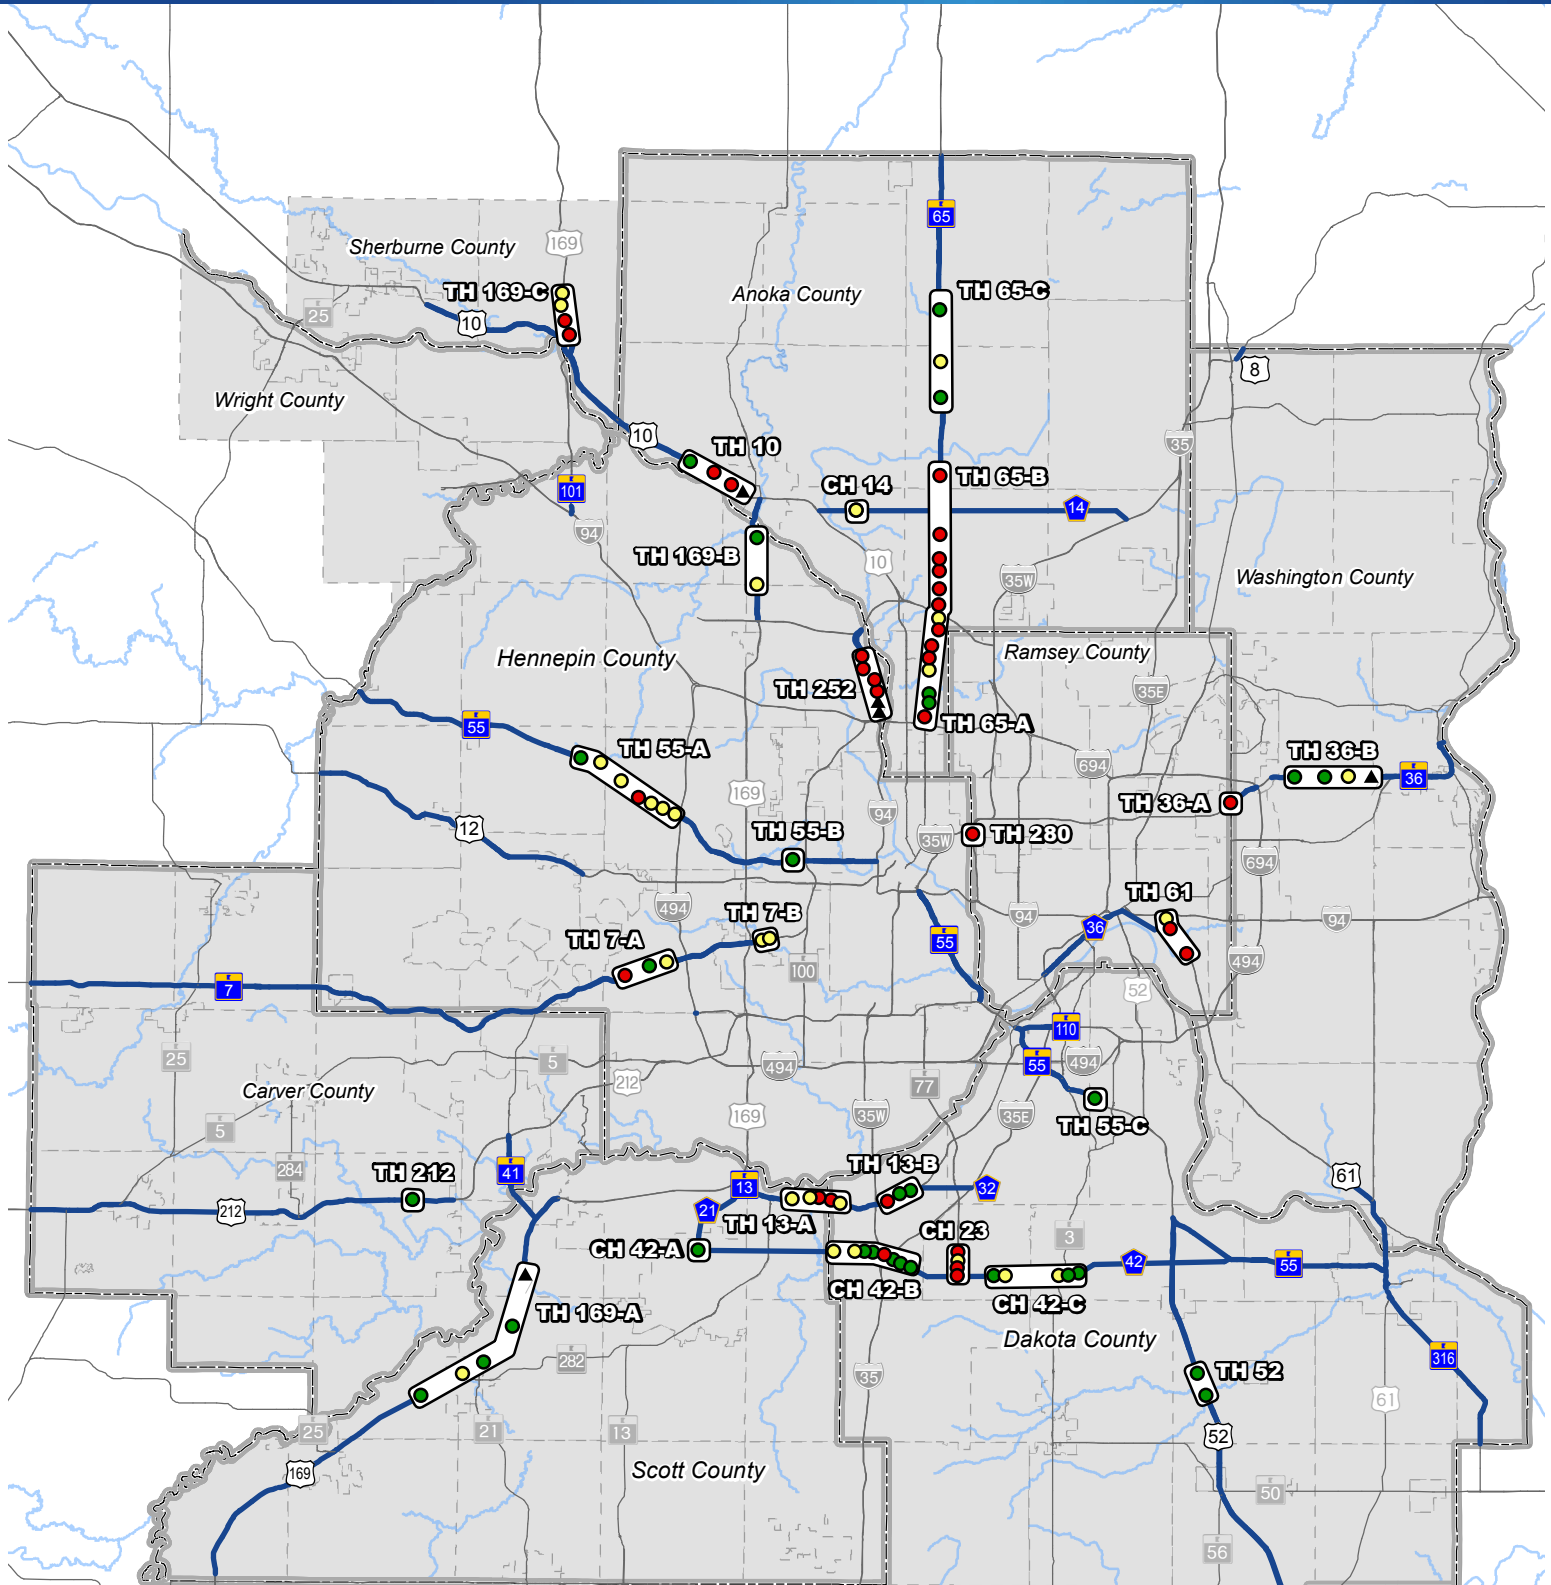 65
Sherburne County
169
TH 169-C
Anoka County
TH 65-C
25
10
8
Wright County
10
TH 10
35
TH 65-B
CH 14
101
14
94
TH 169-B
10
35W
Washington County
Hennepin County
Ramsey County
TH 252
35E
55
TH 65-A
TH 55-A
TH 36-B
694
36
169
TH 36-A
94
12
TH 55-B
35W
TH 280
694
TH 61
494
TH 7-B
94
94
36
TH 7-A
55
494
100
7
52
110
25
5
494
55
494
212
77
Carver County
169
35W
35E
5
TH 55-C
284
TH 212
41
TH 13-B
61
13
32
212
21
TH 13-A
CH 23
3
CH 42-A
42
55
CH 42-B
CH 42-C
TH 169-A
Dakota County
282
316
TH 52
35
61
25
21
13
52
169
Scott County
50
56